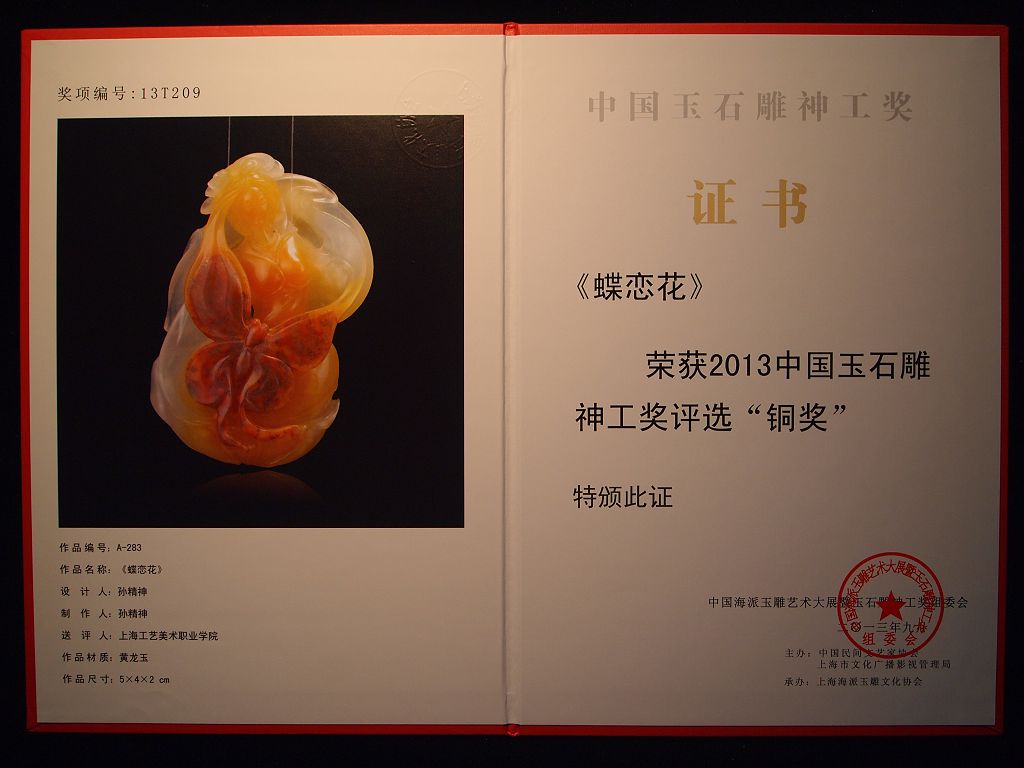 奖项编号:13T209
作品编号: A-283
作品名称: 《蝶恋花》
设 计 人: 孙精神
制 作 人: 孙精神
送 评 人: 上海工艺美术职业学院
作品材质: 黄龙玉
作品尺寸: 5×4×2 cm
中国玉石雕神工奖
证书
《蝶恋花》
荣获2013中国玉石雕
神工奖评选“铜奖”
特颁此证
中国海派玉雕艺术大展暨玉石雕神工奖组委会
二〇一三年九月
主办: 中国民间文艺家协会
上海市文化广播影视管理局
承办: 上海海派玉雕文化协会
组委会